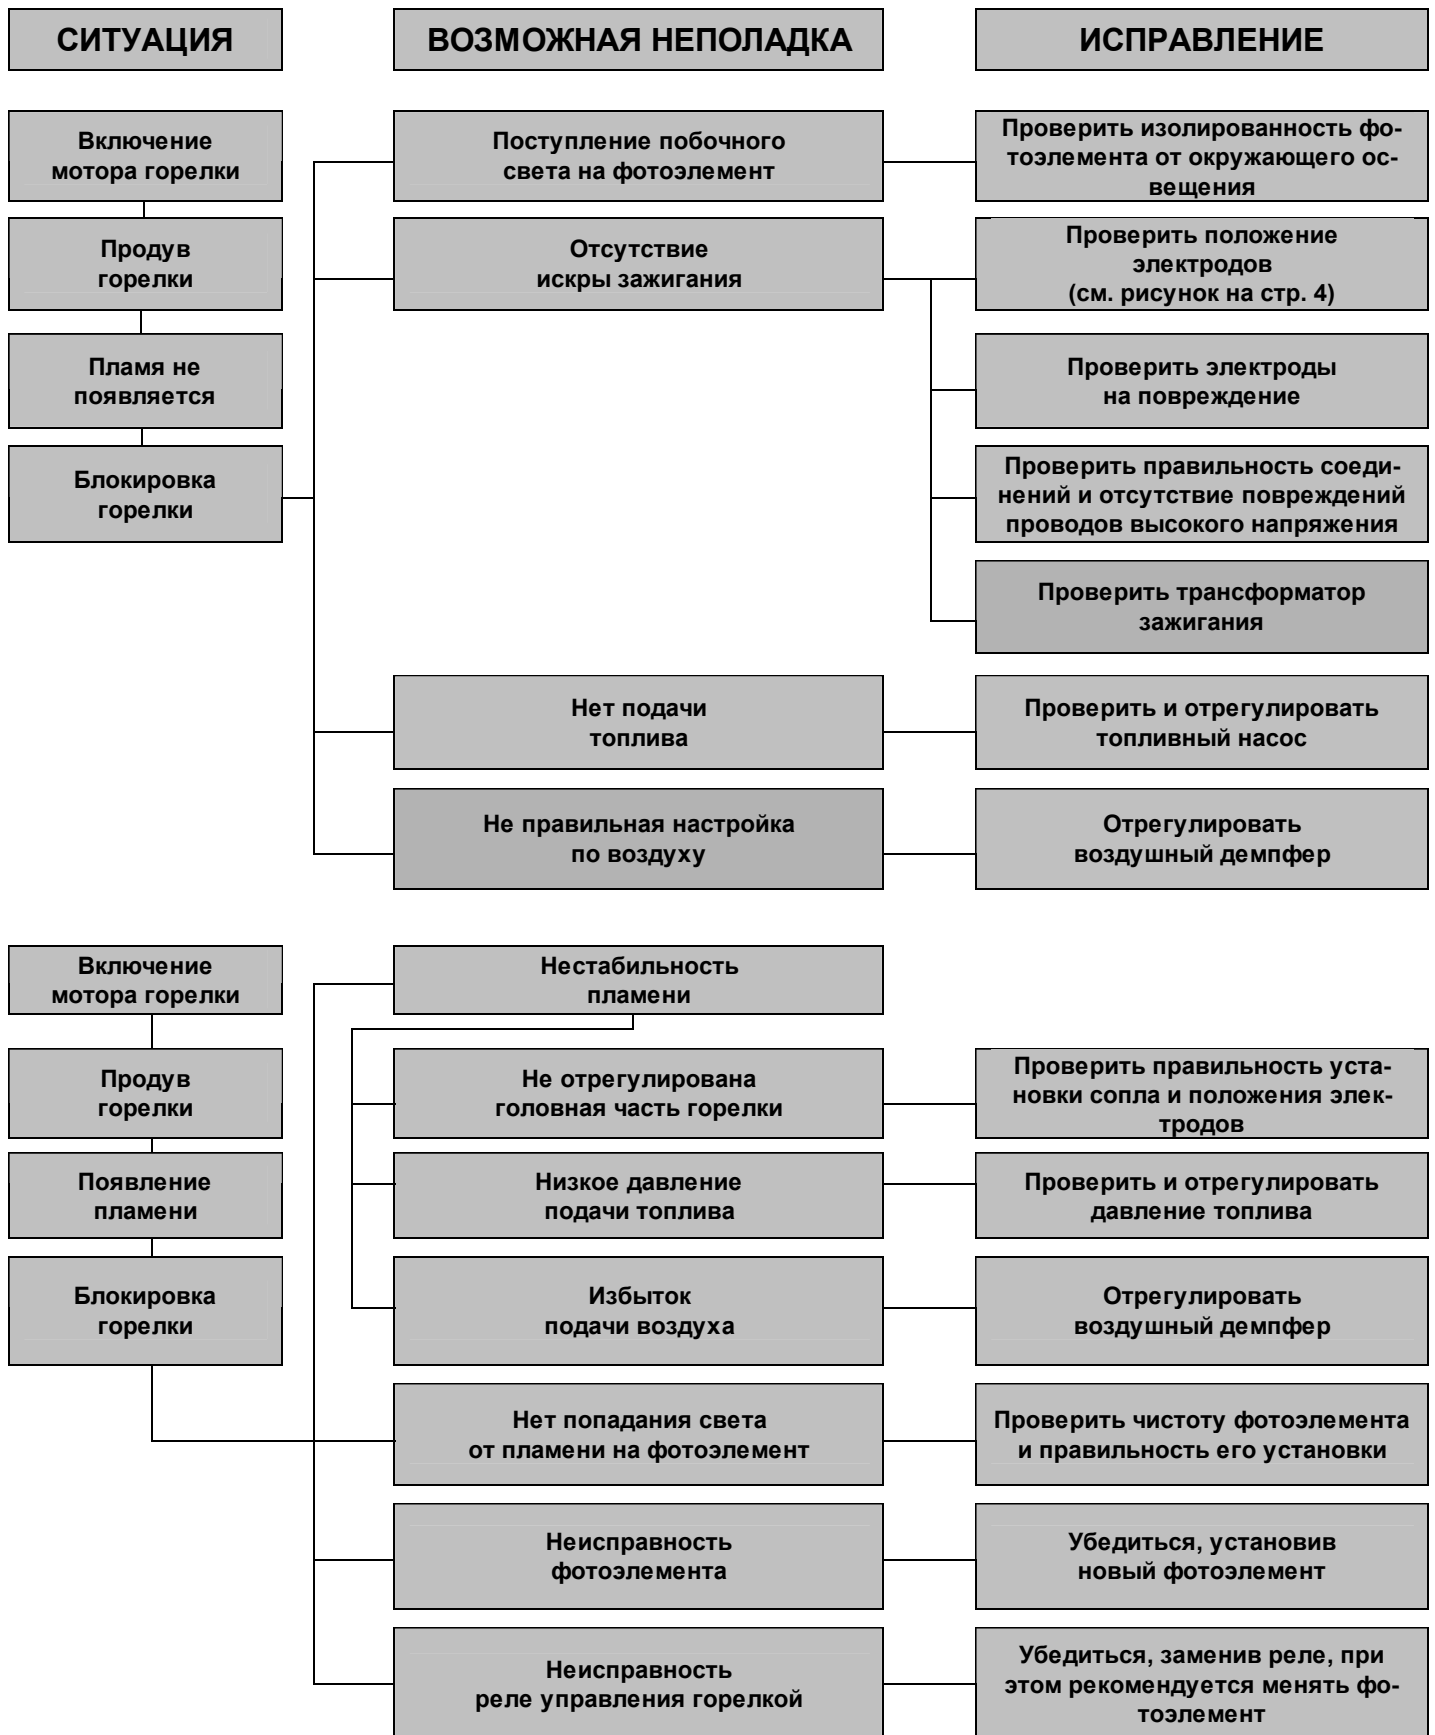 СИТУАЦИЯ
ВОЗМОЖНАЯ НЕПОЛАДКА
ИСПРАВЛЕНИЕ
Включение
мотора горелки
Продув
горелки
Пламя не
появляется
Блокировка
горелки
Поступление побочного
света на фотоэлемент
Проверить изолированность фо-
тоэлемента от окружающего ос-
вещения
Отсутствие
искры зажигания
Проверить положение
электродов
(см. рисунок на стр. 4)
Проверить электроды
на повреждение
Проверить правильность соеди-
нений и отсутствие повреждений
проводов высокого напряжения
Проверить трансформатор
зажигания
Нет подачи
топлива
Проверить и отрегулировать
топливный насос
Не правильная настройка
по воздуху
Отрегулировать
воздушный демпфер
Включение
мотора горелки
Продув
горелки
Появление
пламени
Блокировка
горелки
Нестабильность
пламени
Не отрегулирована
головная часть горелки
Проверить правильность уста-
новки сопла и положения элек-
тродов
Низкое давление
подачи топлива
Проверить и отрегулировать
давление топлива
Избыток
подачи воздуха
Отрегулировать
воздушный демпфер
Нет попадания света
от пламени на фотоэлемент
Проверить чистоту фотоэлемента
и правильность его установки
Неисправность
фотоэлемента
Убедиться, установив
новый фотоэлемент
Неисправность
реле управления горелкой
Убедиться, заменив реле, при
этом рекомендуется менять фо-
тоэлемент